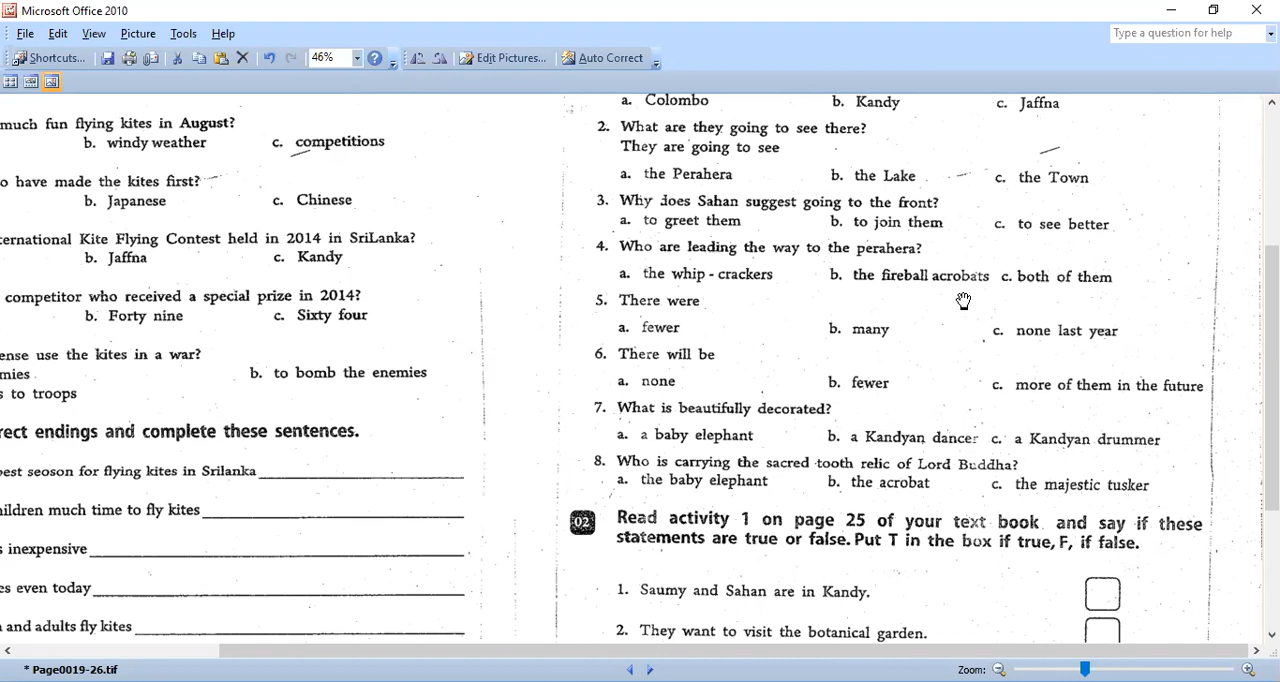 Microsoft Office 2010
File Edit View Picture Tools Help
Type a question for help
Shortcuts... 46% Edit Pictures... Auto Correct
much fun flying kites in August?
b. windy weather c. competitions
o have made the kites first?
b. Japanese c. Chinese
ternational Kite Flying Contest held in 2014 in SriLanka?
b. Jaffna c. Kandy
competitor who received a special prize in 2014?
b. Forty nine c. Sixty four
ense use the kites in a war?
mies b. to bomb the enemies
s to troops
rect endings and complete these sentences.
best seoson for flying kites in Srilanka
hildren much time to fly kites
s inexpensive
es even today
n and adults fly kites
a. Colombo b. Kandy c. Jaffna
2. What are they going to see there?
They are going to see
a. the Perahera b. the Lake c. the Town
3. Why does Sahan suggest going to the front?
a. to greet them b. to join them c. to see better
4. Who are leading the way to the perahera?
a. the whip - crackers b. the fireball acrobats c. both of them
5. There were
a. fewer b. many c. none last year
6. There will be
a. none b. fewer c. more of them in the future
7. What is beautifully decorated?
a. a baby elephant b. a Kandyan dancer c. a Kandyan drummer
8. Who is carrying the sacred tooth relic of Lord Buddha?
a. the baby elephant b. the acrobat c. the majestic tusker
02 Read activity 1 on page 25 of your text book and say if these
statements are true or false. Put T in the box if true, F, if false.
1. Saumy and Sahan are in Kandy.
2. They want to visit the botanical garden.
* Page0019-26.tif
Zoom: